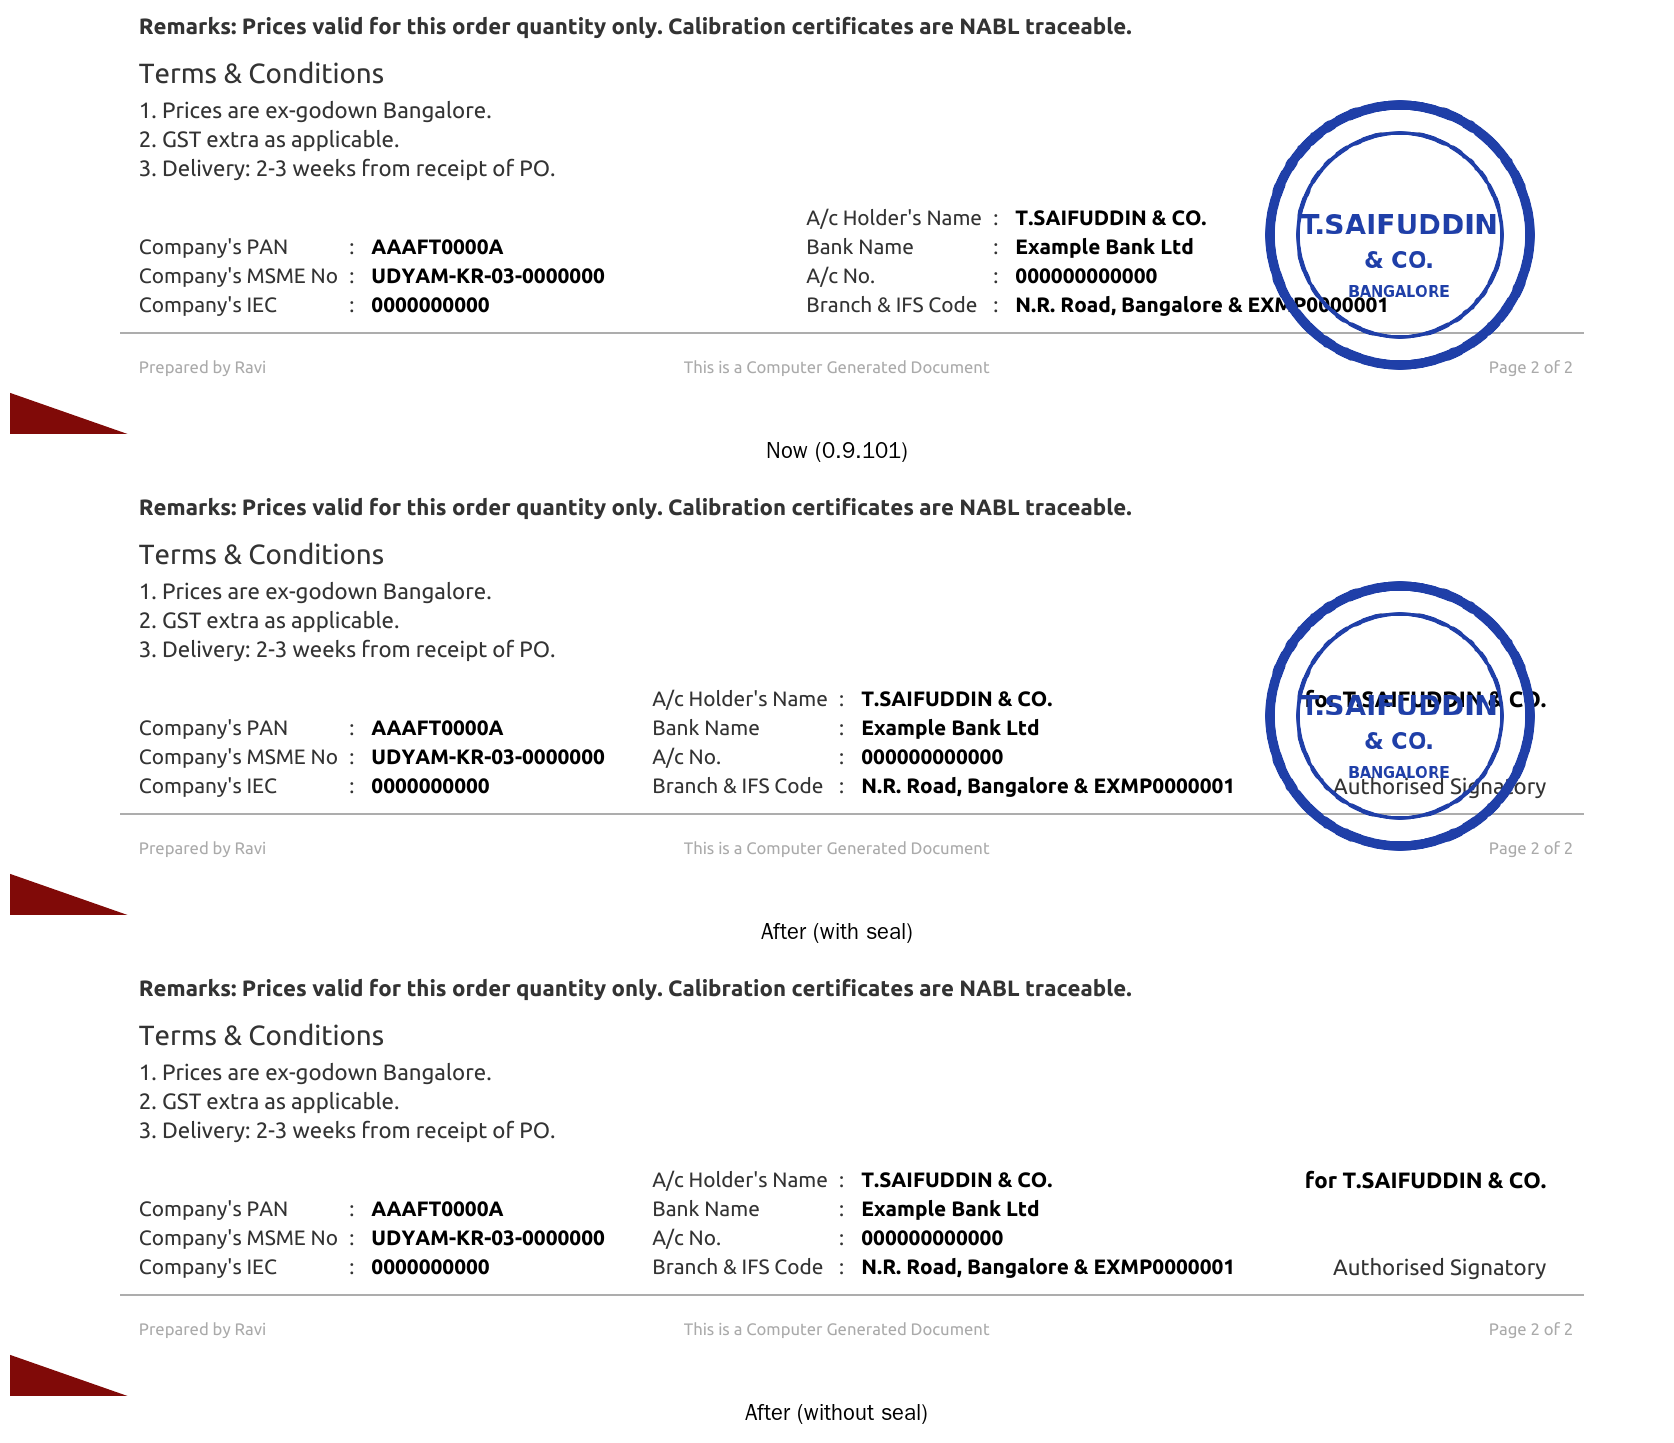 Remarks: Prices valid for this order quantity only. Calibration certificates are NABL traceable.
Terms & Conditions
1. Prices are ex-godown Bangalore.
2. GST extra as applicable.
3. Delivery: 2-3 weeks from receipt of PO.
A/c Holder's Name : T.SAIFUDDIN & CO.
Company's PAN : AAAFT0000A Bank Name : Example Bank Ltd
Company's MSME No : UDYAM-KR-03-0000000 A/c No. : 000000000000
Company's IEC : 0000000000 Branch & IFS Code : N.R. Road, Bangalore & EXMP0000001
T.SAIFUDDIN
& CO.
BANGALORE
Prepared by Ravi This is a Computer Generated Document Page 2 of 2
Now (0.9.101)
Remarks: Prices valid for this order quantity only. Calibration certificates are NABL traceable.
Terms & Conditions
1. Prices are ex-godown Bangalore.
2. GST extra as applicable.
3. Delivery: 2-3 weeks from receipt of PO.
A/c Holder's Name : T.SAIFUDDIN & CO. for T.SAIFUDDIN & CO.
Company's PAN : AAAFT0000A Bank Name : Example Bank Ltd
Company's MSME No : UDYAM-KR-03-0000000 A/c No. : 000000000000
Company's IEC : 0000000000 Branch & IFS Code : N.R. Road, Bangalore & EXMP0000001 Authorised Signatory
T.SAIFUDDIN
& CO.
BANGALORE
Prepared by Ravi This is a Computer Generated Document Page 2 of 2
After (with seal)
Remarks: Prices valid for this order quantity only. Calibration certificates are NABL traceable.
Terms & Conditions
1. Prices are ex-godown Bangalore.
2. GST extra as applicable.
3. Delivery: 2-3 weeks from receipt of PO.
A/c Holder's Name : T.SAIFUDDIN & CO. for T.SAIFUDDIN & CO.
Company's PAN : AAAFT0000A Bank Name : Example Bank Ltd
Company's MSME No : UDYAM-KR-03-0000000 A/c No. : 000000000000
Company's IEC : 0000000000 Branch & IFS Code : N.R. Road, Bangalore & EXMP0000001 Authorised Signatory
Prepared by Ravi This is a Computer Generated Document Page 2 of 2
After (without seal)